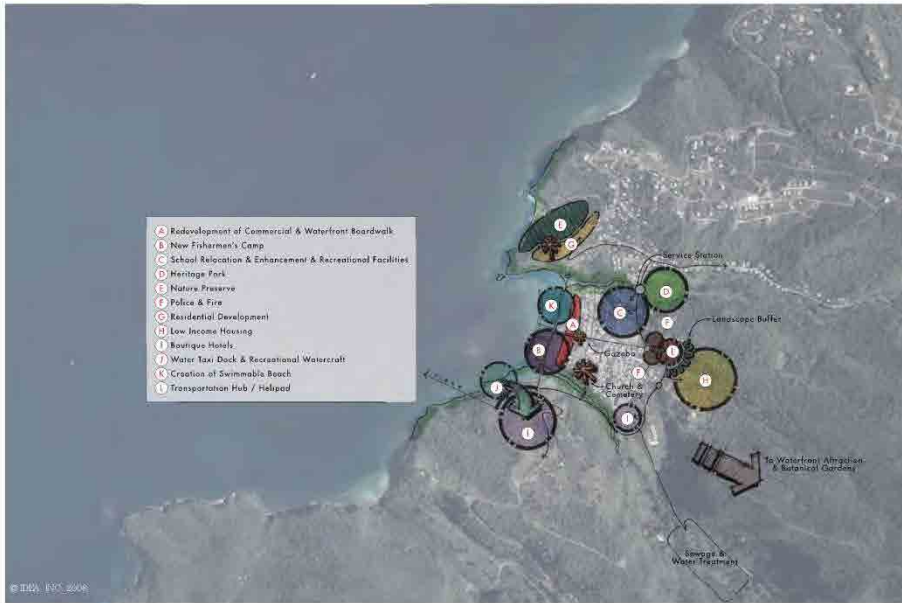 A Redevelopment of Commercial & Waterfront Boardwalk
B New Fishermen's Camp
C School Relocation & Enhancement & Recreational Facilities
D Heritage Park
E Nature Preserve
F Police & Fire
G Residential Development
H Low Income Housing
I Boutique Hotels
J Water Taxi Dock & Recreational Watercraft
K Creation of Swimmable Beach
L Transportation Hub / Helipad
E
G
Service Station
D
K
C
A
F
Landscape Buffer
B
Gazebo
L
J
F
H
Church &
Cemetery
I
I
To Waterfront Attraction
& Botanical Gardens
Sewage &
Water Treatment
© IDEA, INC. 2006